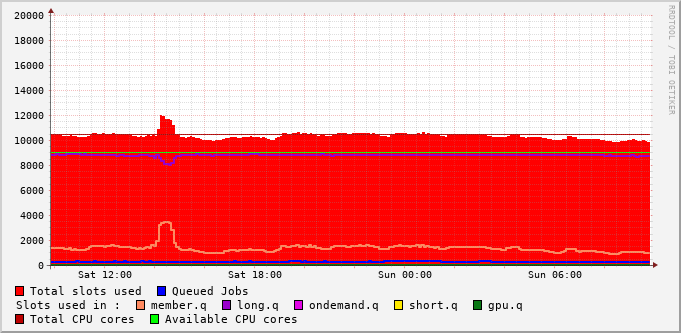 20000
18000
16000
14000
12000
10000
8000
6000
4000
2000
0
Sat 12:00 Sat 18:00 Sun 00:00 Sun 06:00
RRDTOOL / TOBI OETIKER
Total slots used Queued Jobs
Slots used in : member.q long.q ondemand.q short.q gpu.q
Total CPU cores Available CPU cores